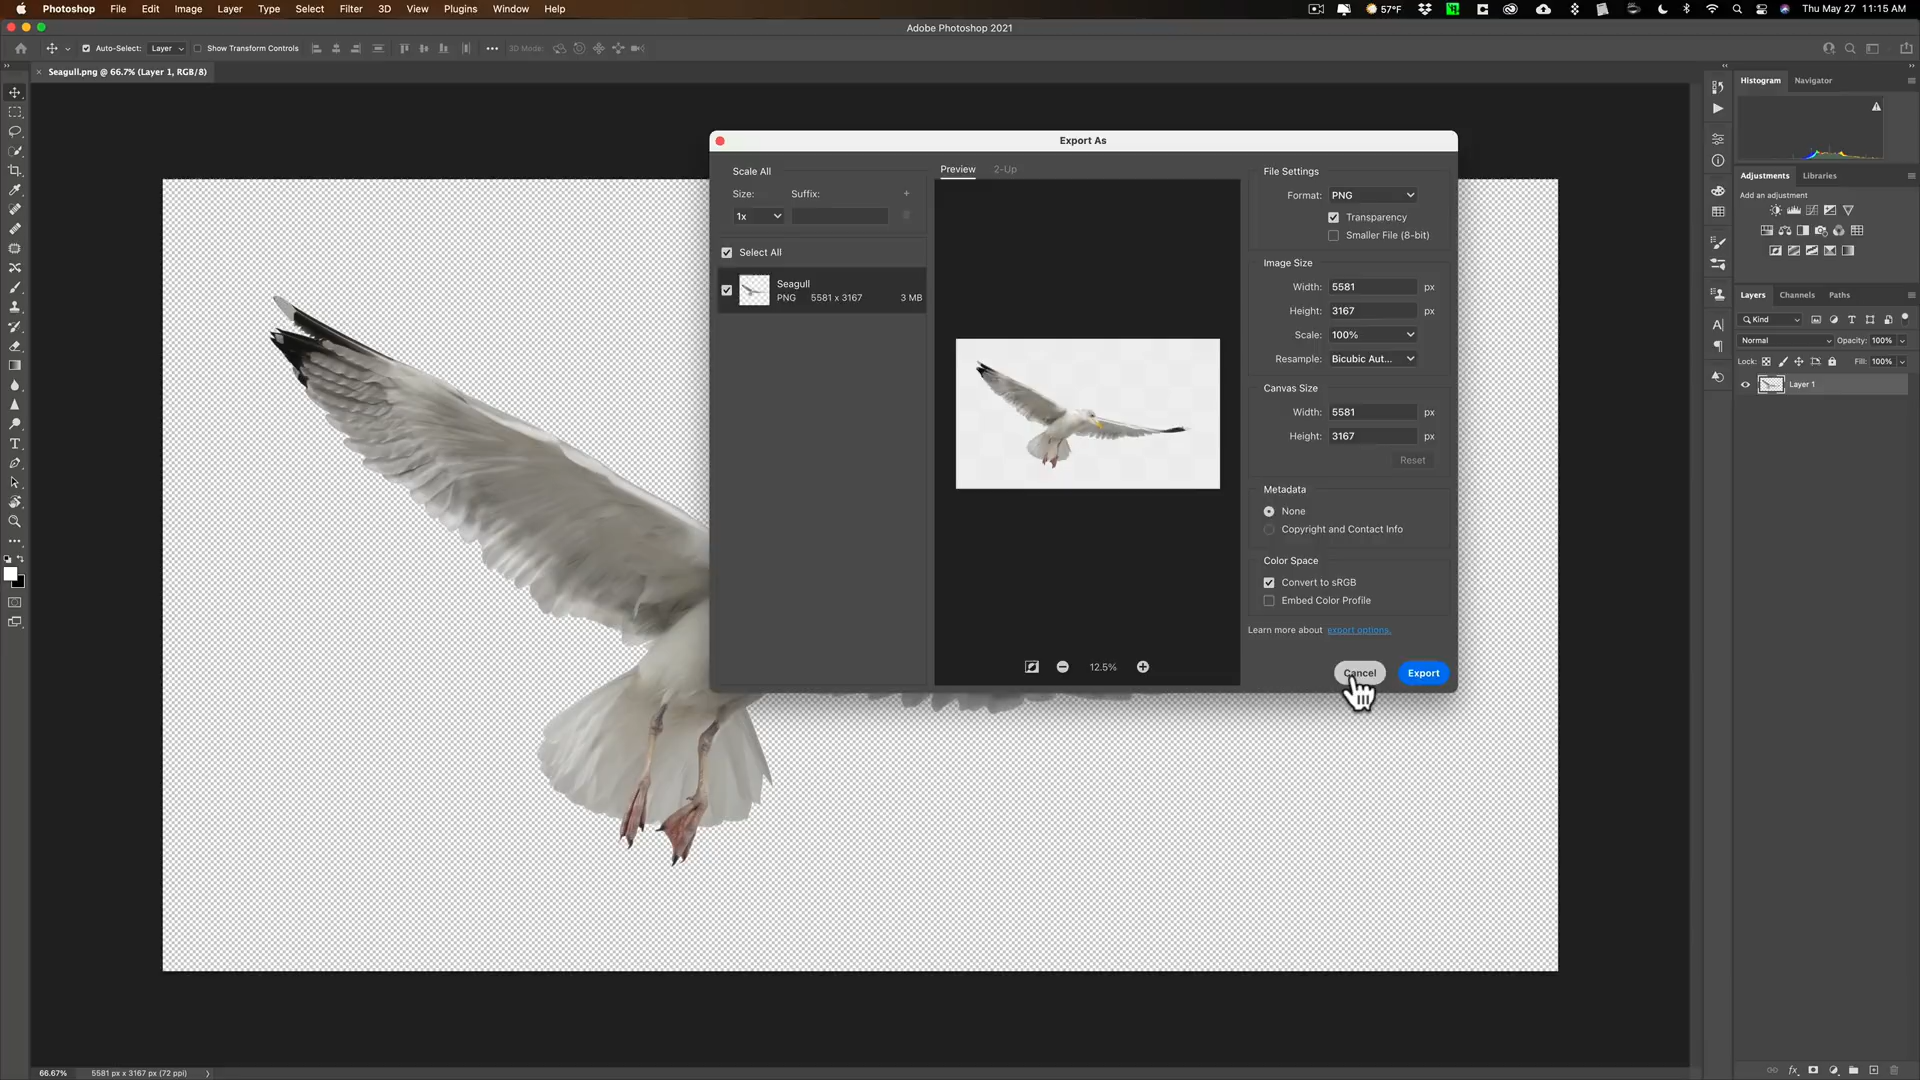 Photoshop File Edit Image Layer Type Select Filter 3D View Plugins Window Help 57°F Thu May 27 11:15 AM
Adobe Photoshop 2021
Auto-Select: Layer Show Transform Controls 3D Mode:
Seagull.png @ 66.7% (Layer 1, RGB/8)
Export As
Scale All
Size: Suffix:
1x
Select All
Seagull
PNG 5581 x 3167 3 MB
Preview 2-Up
12.5%
File Settings
Format: PNG
Transparency
Smaller File (8-bit)
Image Size
Width: 5581 px
Height: 3167 px
Scale: 100%
Resample: Bicubic Aut...
Canvas Size
Width: 5581 px
Height: 3167 px
Reset
Metadata
None
Copyright and Contact Info
Color Space
Convert to sRGB
Embed Color Profile
Learn more about export options.
Cancel Export
Histogram Navigator
Adjustments Libraries
Add an adjustment
Layers Channels Paths
Kind
Normal Opacity: 100%
Lock: Fill: 100%
Layer 1
66.67% 5581 px x 3167 px (72 ppi)